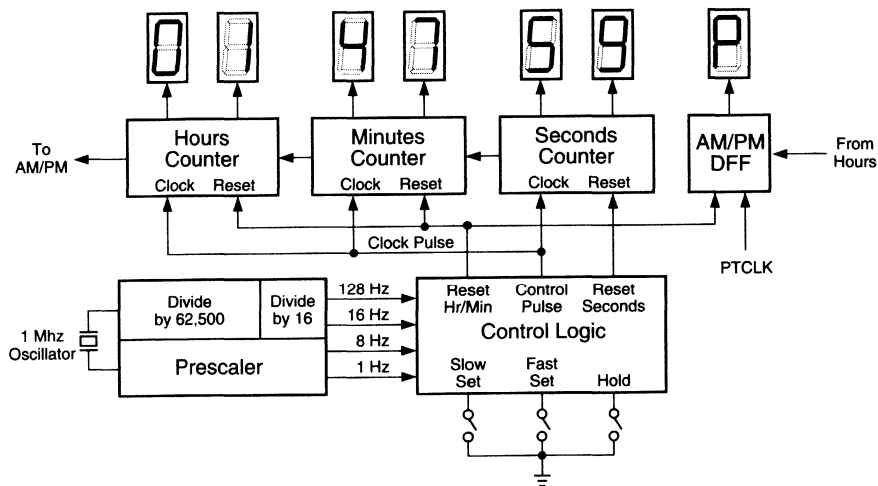 01 47 59 P
To
AM/PM
Hours
Counter
Clock Reset
Minutes
Counter
Clock Reset
Seconds
Counter
Clock Reset
AM/PM
DFF
From
Hours
Clock Pulse
PTCLK
1 Mhz
Oscillator
Divide
by 62,500
Divide
by 16
Prescaler
128 Hz
16 Hz
8 Hz
1 Hz
Reset
Hr/Min
Control
Pulse
Reset
Seconds
Control Logic
Slow
Set
Fast
Set
Hold